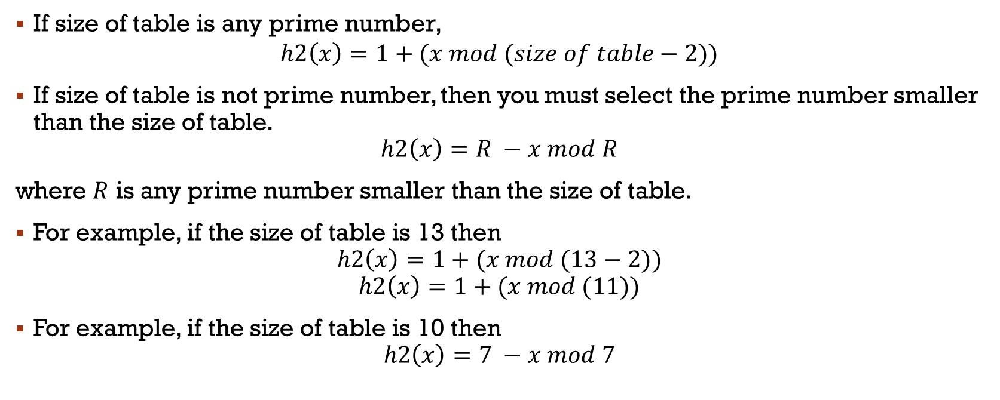 ▪ If size of table is any prime number,
ℎ2(𝑥) = 1 + (𝑥 𝑚𝑜𝑑 (𝑠𝑖𝑧𝑒 𝑜𝑓 𝑡𝑎𝑏𝑙𝑒 − 2))
▪ If size of table is not prime number, then you must select the prime number smaller
than the size of table.
ℎ2(𝑥) = 𝑅 − 𝑥 𝑚𝑜𝑑 𝑅
where 𝑅 is any prime number smaller than the size of table.
▪ For example, if the size of table is 13 then
ℎ2(𝑥) = 1 + (𝑥 𝑚𝑜𝑑 (13 − 2))
ℎ2(𝑥) = 1 + (𝑥 𝑚𝑜𝑑 (11))
▪ For example, if the size of table is 10 then
ℎ2(𝑥) = 7 − 𝑥 𝑚𝑜𝑑 7